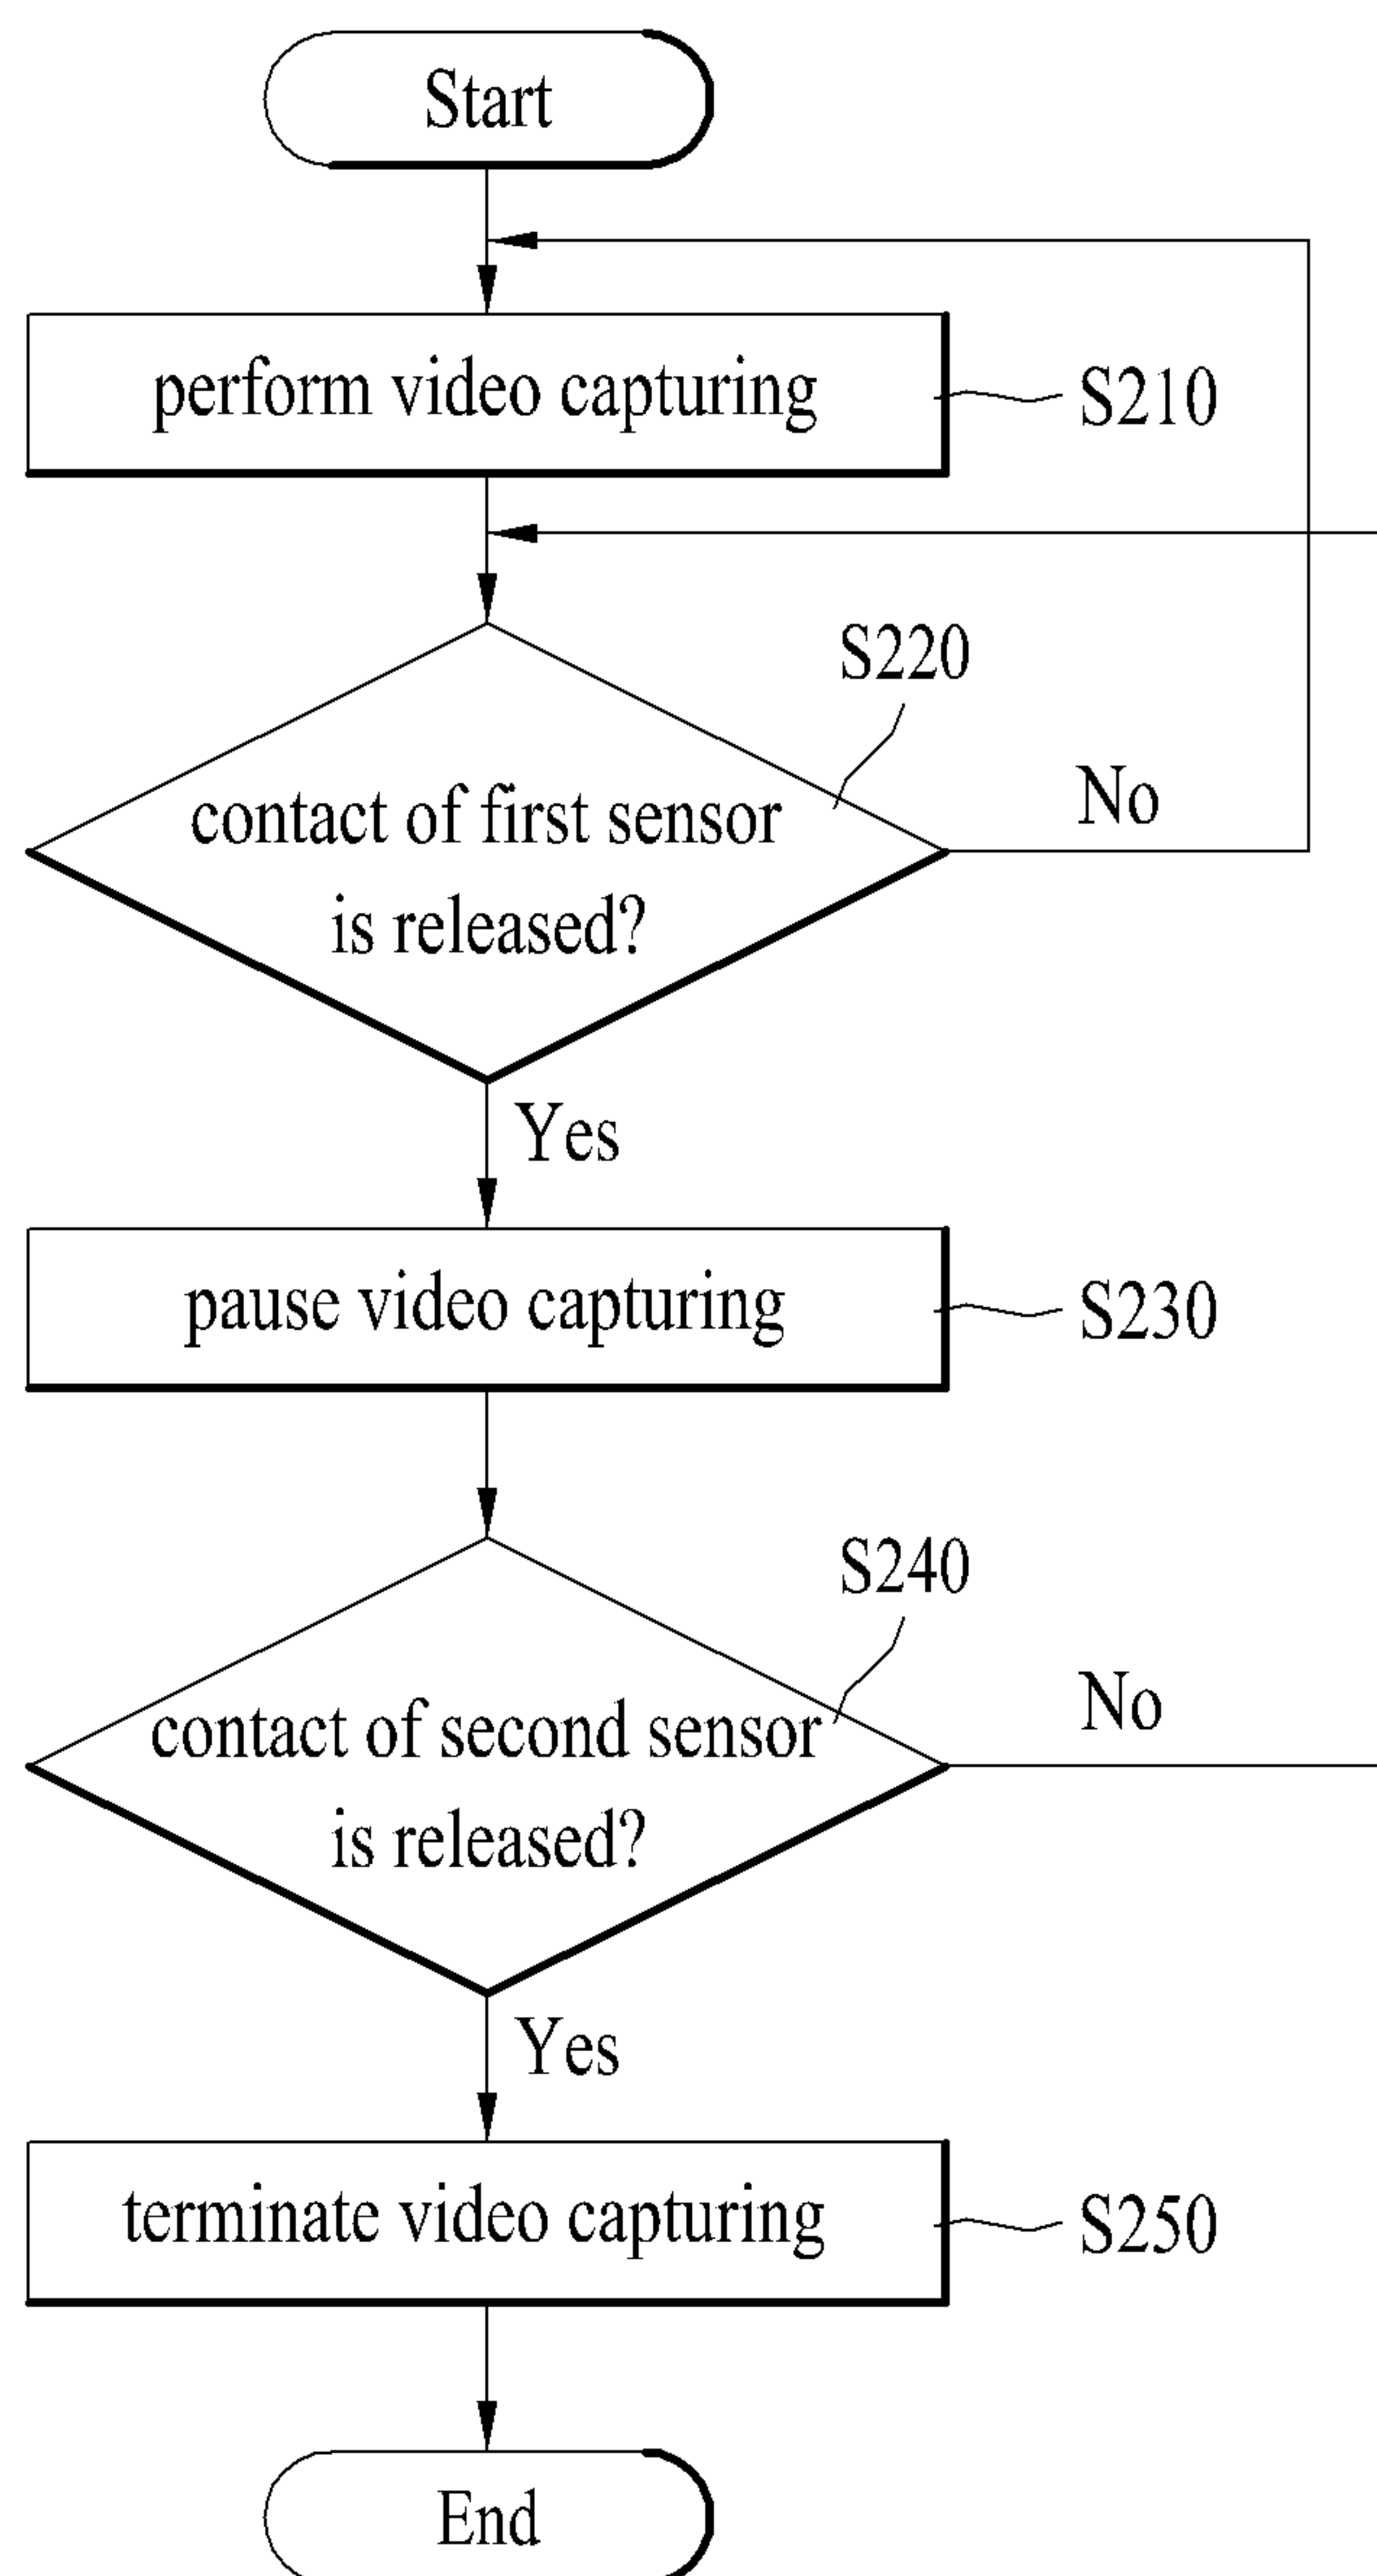 Start
perform video capturing
S210
S220
contact of first sensor
is released?
No
Yes
pause video capturing
S230
S240
contact of second sensor
is released?
No
Yes
terminate video capturing
S250
End